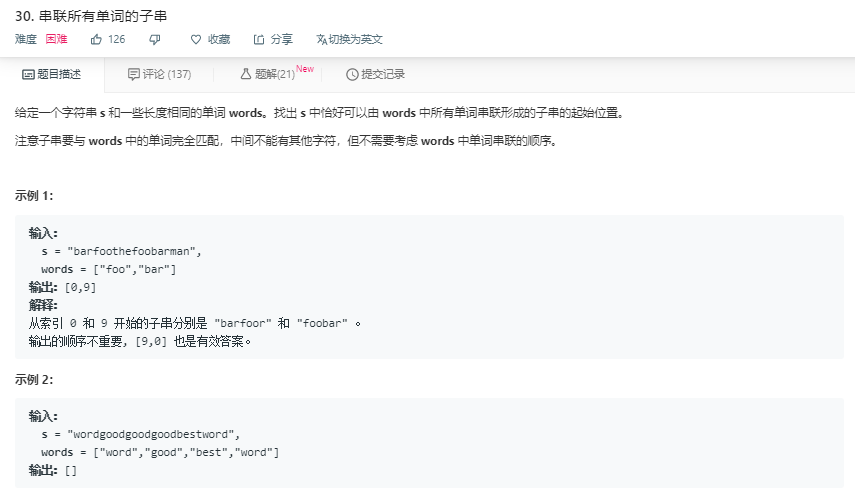 30. 串联所有单词的子串
难度 困难 126 收藏 分享 切换为英文
题目描述 评论 (137) 题解(21) New 提交记录
给定一个字符串 s 和一些长度相同的单词 words。找出 s 中恰好可以由 words 中所有单词串联形成的子串的起始位置。
注意子串要与 words 中的单词完全匹配，中间不能有其他字符，但不需要考虑 words 中单词串联的顺序。
示例 1：
输入：
s = "barfoothefoobarman",
words = ["foo","bar"]
输出：[0,9]
解释：
从索引 0 和 9 开始的子串分别是 "barfoor" 和 "foobar" 。
输出的顺序不重要, [9,0] 也是有效答案。
示例 2：
输入：
s = "wordgoodgoodgoodbestword",
words = ["word","good","best","word"]
输出：[]